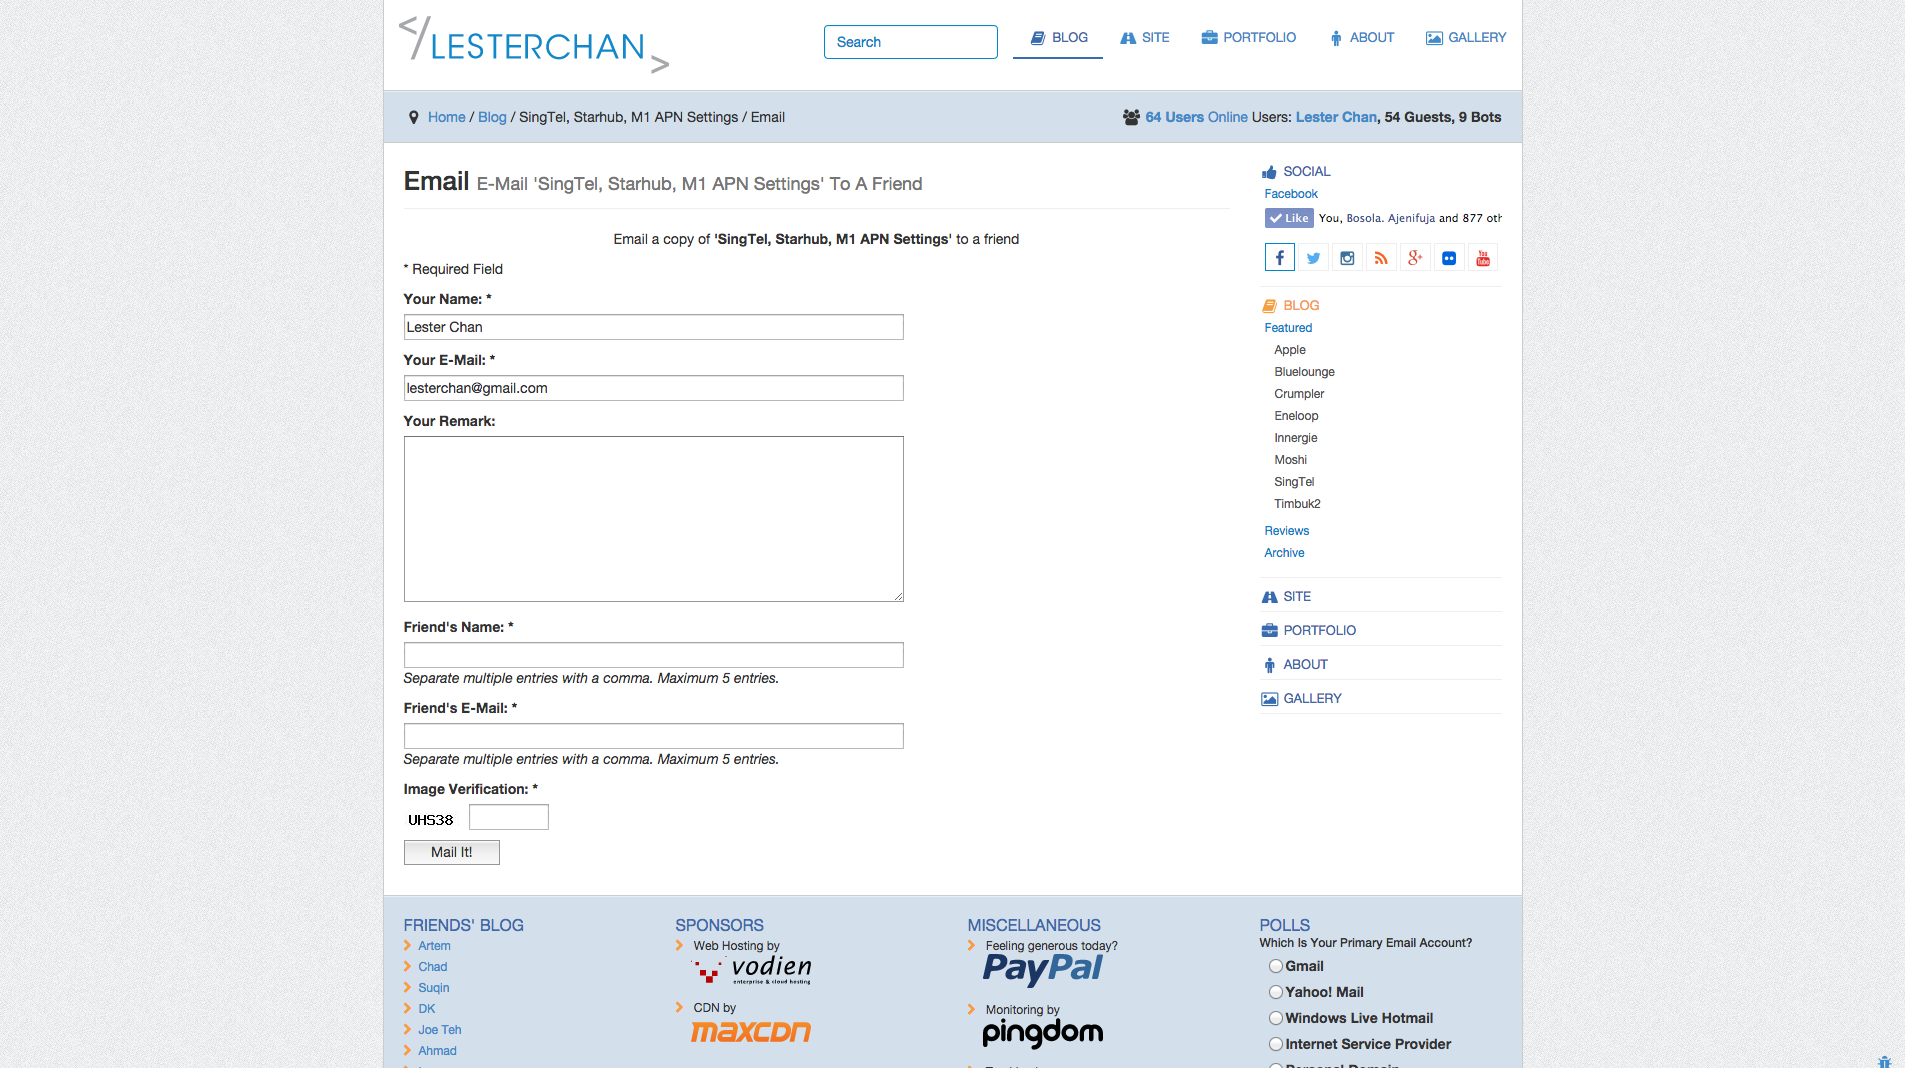 </LESTERCHAN>
Search
BLOG
SITE
PORTFOLIO
ABOUT
GALLERY
Home / Blog / SingTel, Starhub, M1 APN Settings / Email
64 Users Online Users: Lester Chan, 54 Guests, 9 Bots
Email E-Mail 'SingTel, Starhub, M1 APN Settings' To A Friend
Email a copy of 'SingTel, Starhub, M1 APN Settings' to a friend
* Required Field
Your Name: *
Lester Chan
Your E-Mail: *
lesterchan@gmail.com
Your Remark:
Friend's Name: *
Separate multiple entries with a comma. Maximum 5 entries.
Friend's E-Mail: *
Separate multiple entries with a comma. Maximum 5 entries.
Image Verification: *
UHS38
Mail It!
SOCIAL
Facebook
Like You, Bosola. Ajenifuja and 877 oth
You Tube
BLOG
Featured
Apple
Bluelounge
Crumpler
Eneloop
Innergie
Moshi
SingTel
Timbuk2
Reviews
Archive
SITE
PORTFOLIO
ABOUT
GALLERY
FRIENDS' BLOG
Artem
Chad
Suqin
DK
Joe Teh
Ahmad
SPONSORS
Web Hosting by
vodien
enterprise & cloud hosting
CDN by
maxcdn
MISCELLANEOUS
Feeling generous today?
PayPal
Monitoring by
pingdom
POLLS
Which Is Your Primary Email Account?
Gmail
Yahoo! Mail
Windows Live Hotmail
Internet Service Provider
Personal Domain